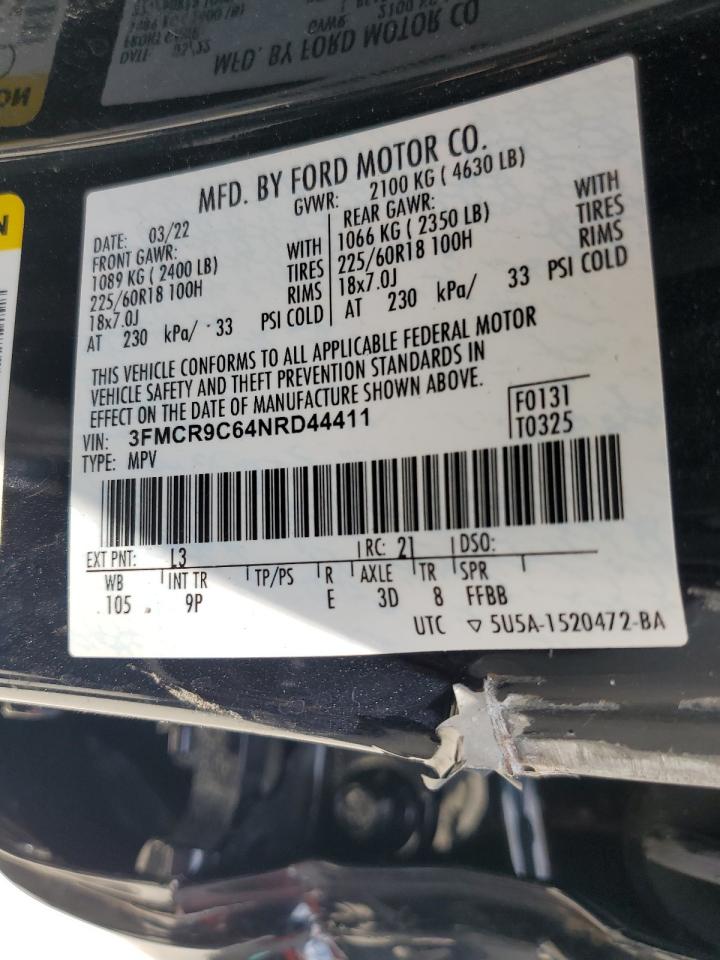 MFD. BY FORD MOTOR CO.
GVWR: 2100 KG ( 4630 LB)
DATE: 03/22
FRONT GAWR:
1089 KG ( 2400 LB) WITH
225/60R18 100H TIRES
18x7.0J RIMS
AT 230 kPa/ 33 PSI COLD
REAR GAWR:
1066 KG ( 2350 LB) WITH
225/60R18 100H TIRES
18x7.0J RIMS
AT 230 kPa/ 33 PSI COLD
THIS VEHICLE CONFORMS TO ALL APPLICABLE FEDERAL MOTOR
VEHICLE SAFETY AND THEFT PREVENTION STANDARDS IN
EFFECT ON THE DATE OF MANUFACTURE SHOWN ABOVE.
VIN: 3FMCR9C64NRD44411
TYPE: MPV
F0131
T0325
EXT PNT: L3 RC: 21 DSO:
WB INT TR TP/PS R AXLE TR SPR
105 9P E 3D 8 FFBB
UTC ▽ 5U5A-1520472-BA